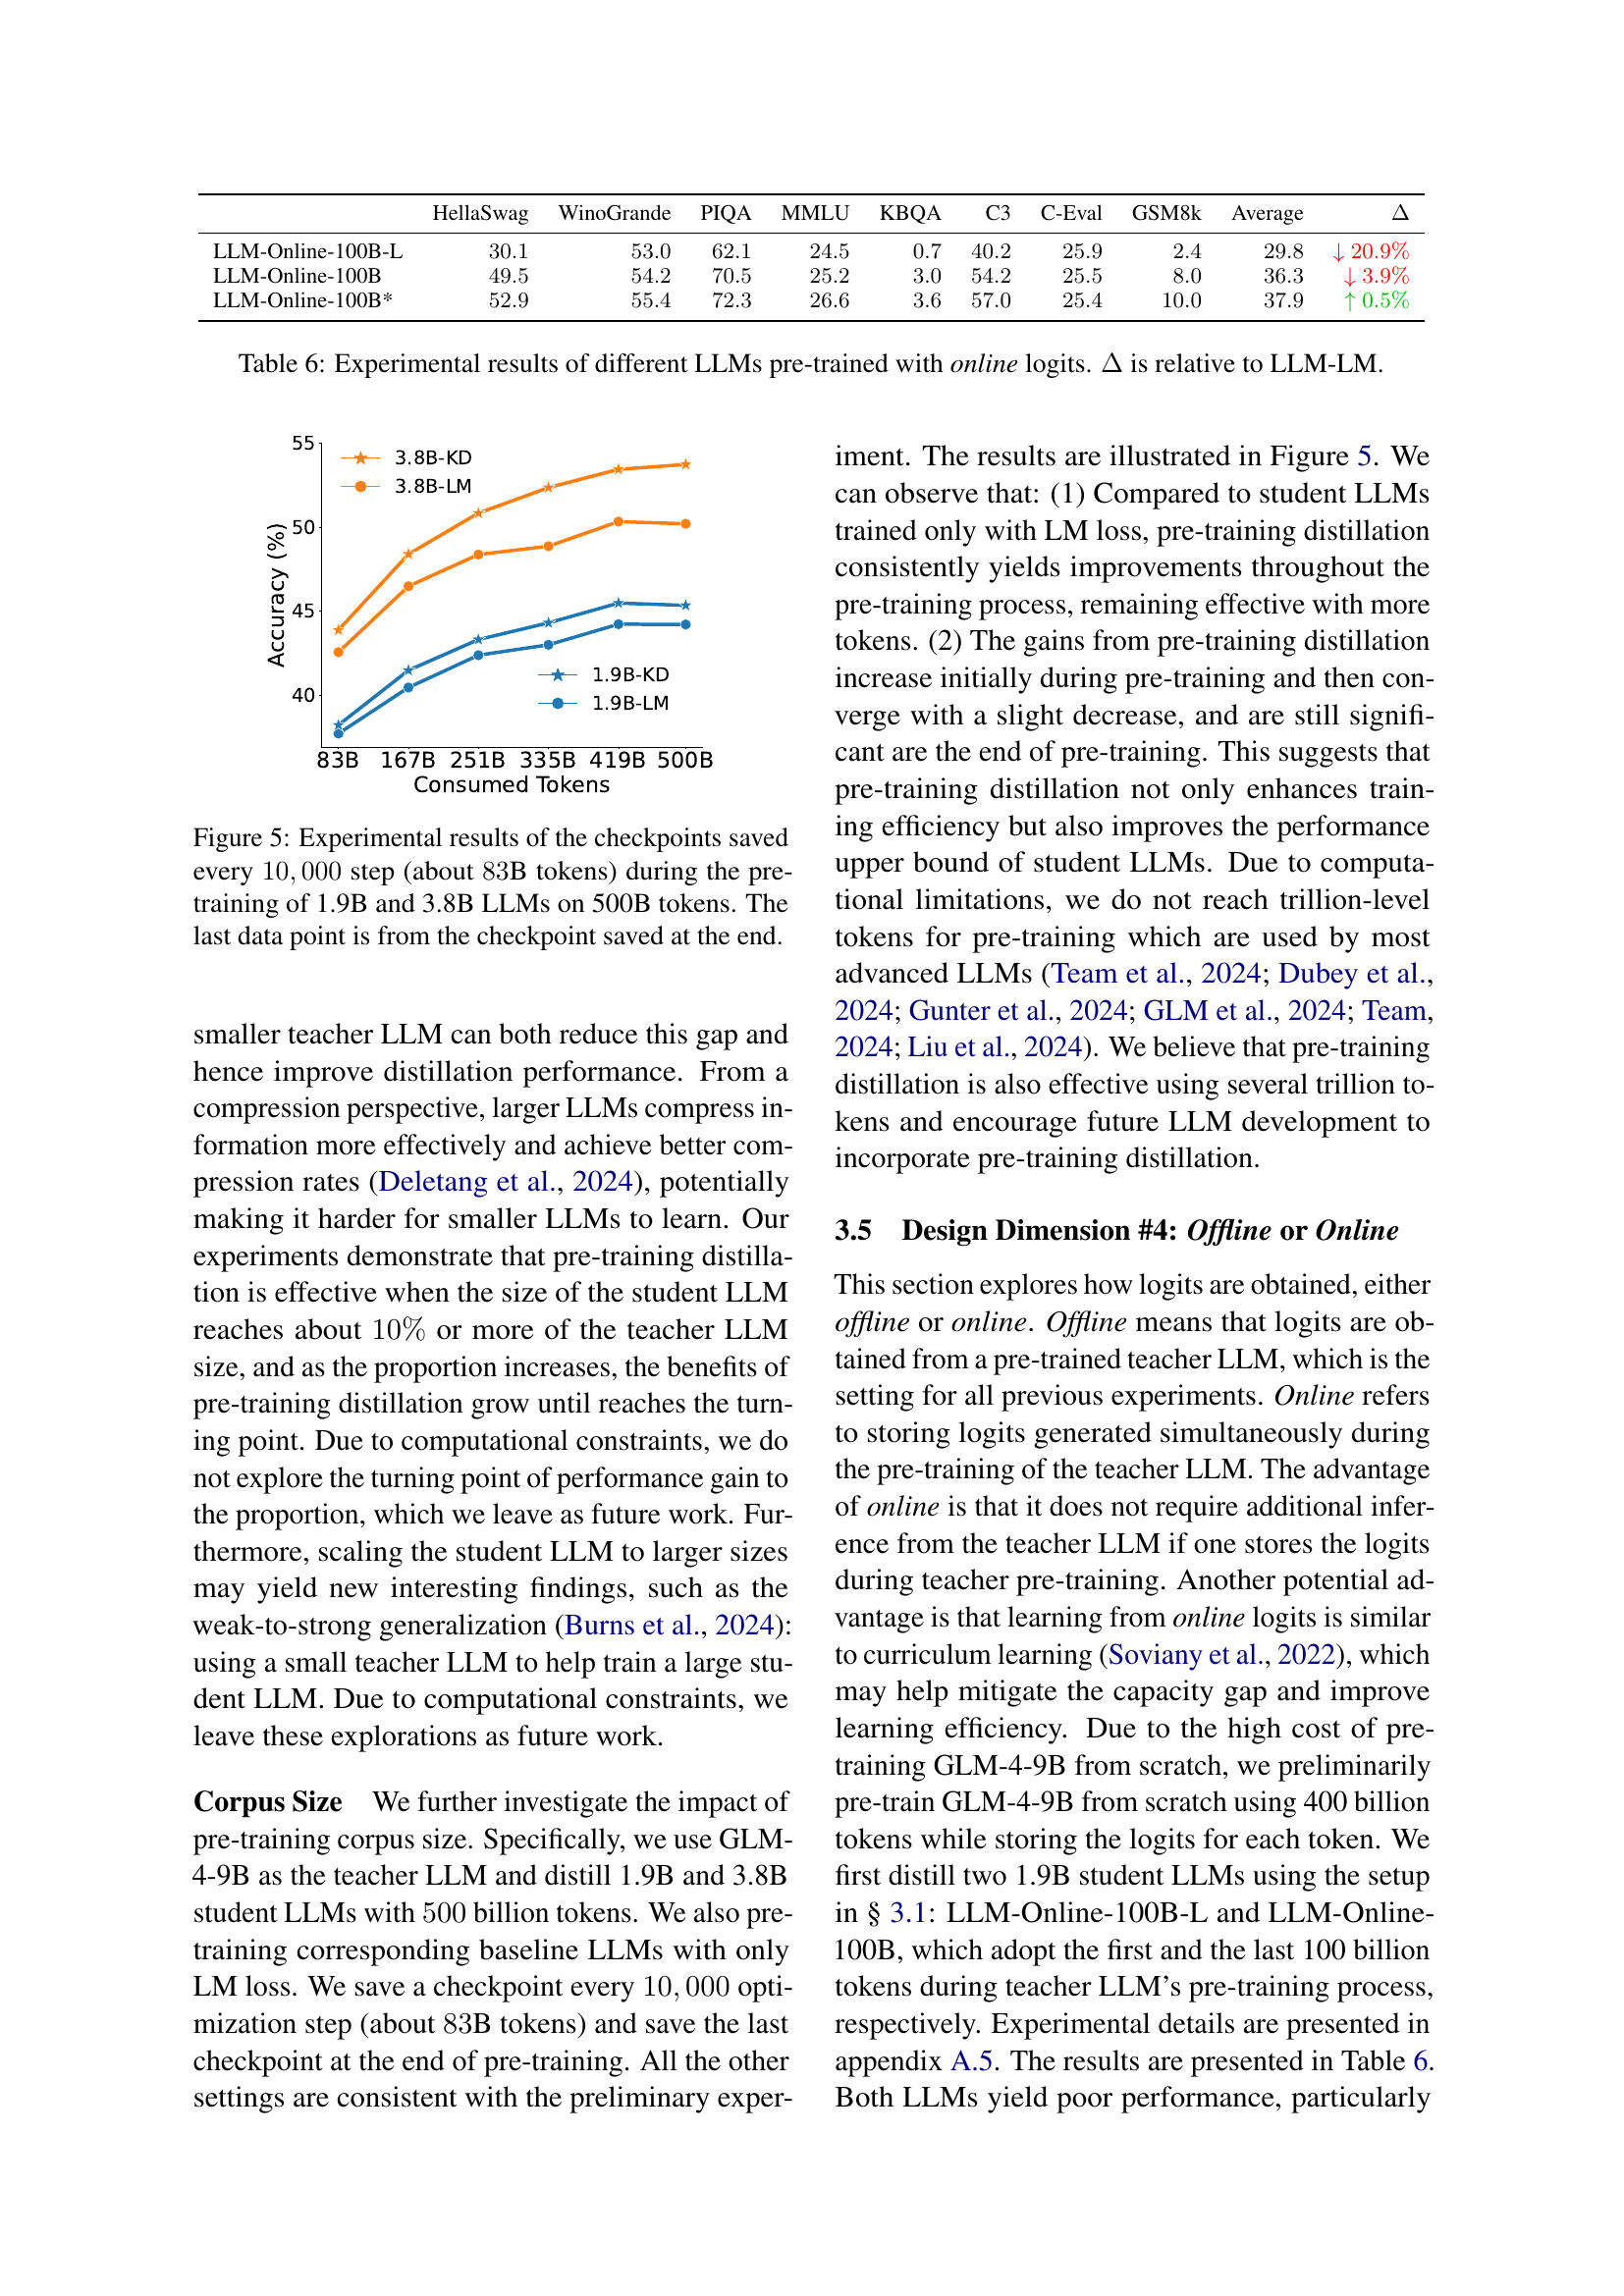 HellaSwag WinoGrande PIQA MMLU KBQA C3 C-Eval GSM8k Average Δ
LLM-Online-100B-L 30.1 53.0 62.1 24.5 0.7 40.2 25.9 2.4 29.8 ↓ 20.9%
LLM-Online-100B 49.5 54.2 70.5 25.2 3.0 54.2 25.5 8.0 36.3 ↓ 3.9%
LLM-Online-100B* 52.9 55.4 72.3 26.6 3.6 57.0 25.4 10.0 37.9 ↑ 0.5%
Table 6: Experimental results of different LLMs pre-trained with online logits. Δ is relative to LLM-LM.
55
50
45
40
Accuracy (%)
3.8B-KD
3.8B-LM
1.9B-KD
1.9B-LM
83B 167B 251B 335B 419B 500B
Consumed Tokens
Figure 5: Experimental results of the checkpoints saved
every 10, 000 step (about 83B tokens) during the pre-
training of 1.9B and 3.8B LLMs on 500B tokens. The
last data point is from the checkpoint saved at the end.
smaller teacher LLM can both reduce this gap and
hence improve distillation performance. From a
compression perspective, larger LLMs compress in-
formation more effectively and achieve better com-
pression rates (Deletang et al., 2024), potentially
making it harder for smaller LLMs to learn. Our
experiments demonstrate that pre-training distilla-
tion is effective when the size of the student LLM
reaches about 10% or more of the teacher LLM
size, and as the proportion increases, the benefits of
pre-training distillation grow until reaches the turn-
ing point. Due to computational constraints, we do
not explore the turning point of performance gain to
the proportion, which we leave as future work. Fur-
thermore, scaling the student LLM to larger sizes
may yield new interesting findings, such as the
weak-to-strong generalization (Burns et al., 2024):
using a small teacher LLM to help train a large stu-
dent LLM. Due to computational constraints, we
leave these explorations as future work.
Corpus Size We further investigate the impact of
pre-training corpus size. Specifically, we use GLM-
4-9B as the teacher LLM and distill 1.9B and 3.8B
student LLMs with 500 billion tokens. We also pre-
training corresponding baseline LLMs with only
LM loss. We save a checkpoint every 10, 000 opti-
mization step (about 83B tokens) and save the last
checkpoint at the end of pre-training. All the other
settings are consistent with the preliminary exper-
iment. The results are illustrated in Figure 5. We
can observe that: (1) Compared to student LLMs
trained only with LM loss, pre-training distillation
consistently yields improvements throughout the
pre-training process, remaining effective with more
tokens. (2) The gains from pre-training distillation
increase initially during pre-training and then con-
verge with a slight decrease, and are still signifi-
cant are the end of pre-training. This suggests that
pre-training distillation not only enhances train-
ing efficiency but also improves the performance
upper bound of student LLMs. Due to computa-
tional limitations, we do not reach trillion-level
tokens for pre-training which are used by most
advanced LLMs (Team et al., 2024; Dubey et al.,
2024; Gunter et al., 2024; GLM et al., 2024; Team,
2024; Liu et al., 2024). We believe that pre-training
distillation is also effective using several trillion to-
kens and encourage future LLM development to
incorporate pre-training distillation.
3.5 Design Dimension #4: Offline or Online
This section explores how logits are obtained, either
offline or online. Offline means that logits are ob-
tained from a pre-trained teacher LLM, which is the
setting for all previous experiments. Online refers
to storing logits generated simultaneously during
the pre-training of the teacher LLM. The advantage
of online is that it does not require additional infer-
ence from the teacher LLM if one stores the logits
during teacher pre-training. Another potential ad-
vantage is that learning from online logits is similar
to curriculum learning (Soviany et al., 2022), which
may help mitigate the capacity gap and improve
learning efficiency. Due to the high cost of pre-
training GLM-4-9B from scratch, we preliminarily
pre-train GLM-4-9B from scratch using 400 billion
tokens while storing the logits for each token. We
first distill two 1.9B student LLMs using the setup
in § 3.1: LLM-Online-100B-L and LLM-Online-
100B, which adopt the first and the last 100 billion
tokens during teacher LLM's pre-training process,
respectively. Experimental details are presented in
appendix A.5. The results are presented in Table 6.
Both LLMs yield poor performance, particularly